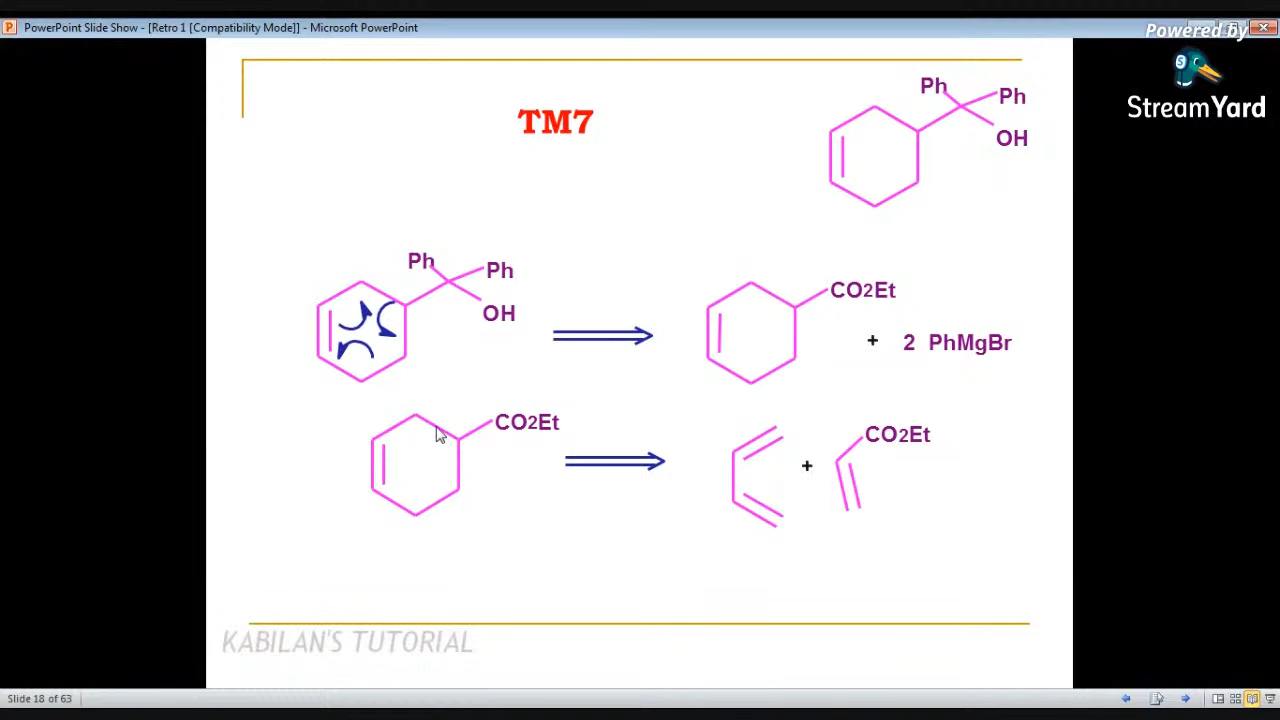 PowerPoint Slide Show - [Retro 1 [Compatibility Mode]] - Microsoft PowerPoint
Powered by
StreamYard
TM7
Ph
Ph
OH
Ph
Ph
OH
CO2Et
+ 2 PhMgBr
CO2Et
+
CO2Et
KABILAN'S TUTORIAL
Slide 18 of 63